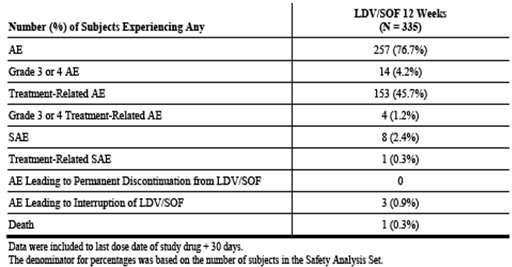 LDV/SOF 12 Weeks
Number (%) of Subjects Experiencing Any (N = 335)
AE 257 (76.7%)
Grade 3 or 4 AE 14 (4.2%)
Treatment-Related AE 153 (45.7%)
Grade 3 or 4 Treatment-Related AE 4 (1.2%)
SAE 8 (2.4%)
Treatment-Related SAE 1 (0.3%)
AE Leading to Permanent Discontinuation from LDV/SOF 0
AE Leading to Interruption of LDV/SOF 3 (0.9%)
Death 1 (0.3%)
Data were included to last dose date of study drug + 30 days.
The denominator for percentages was based on the number of subjects in the Safety Analysis Set.